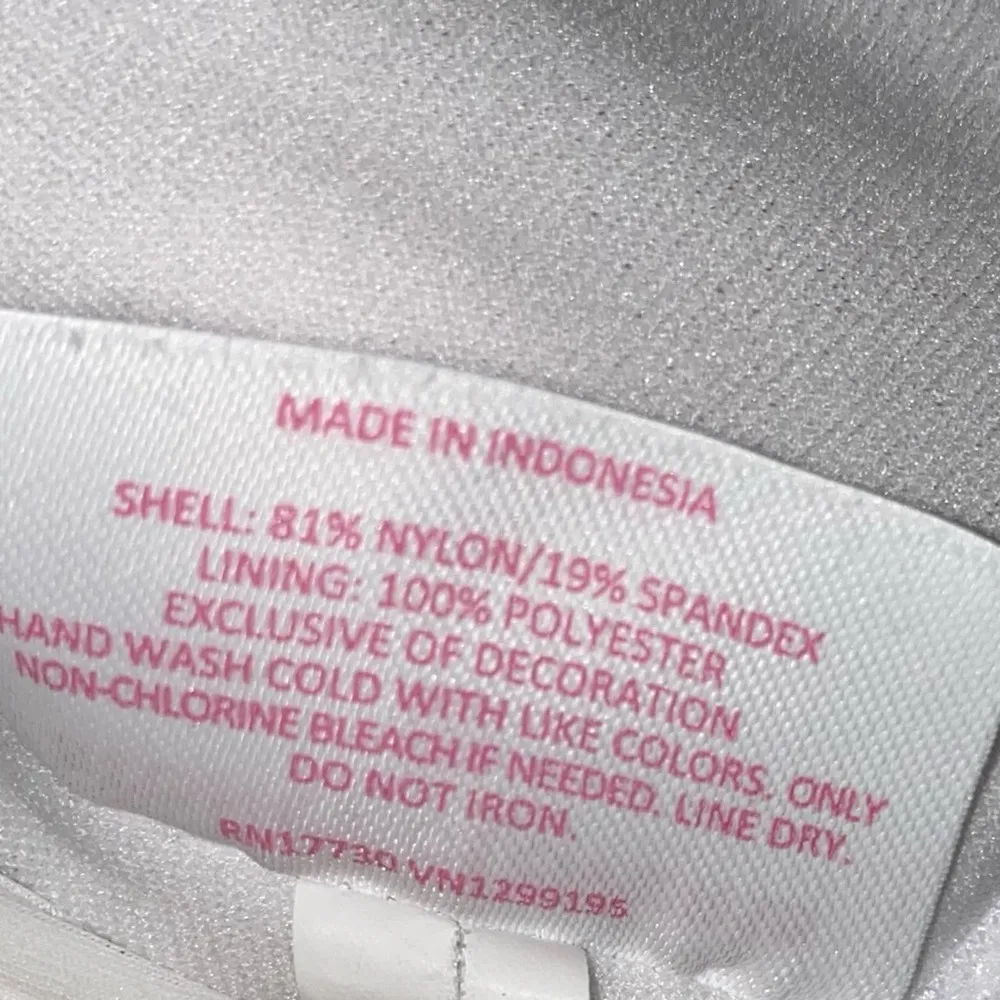 MADE IN INDONESIA
SHELL: 81% NYLON/19% SPANDEX
LINING: 100% POLYESTER
EXCLUSIVE OF DECORATION
HAND WASH COLD WITH LIKE COLORS. ONLY
NON-CHLORINE BLEACH IF NEEDED. LINE DRY.
DO NOT IRON.
RN17730 VN1299195